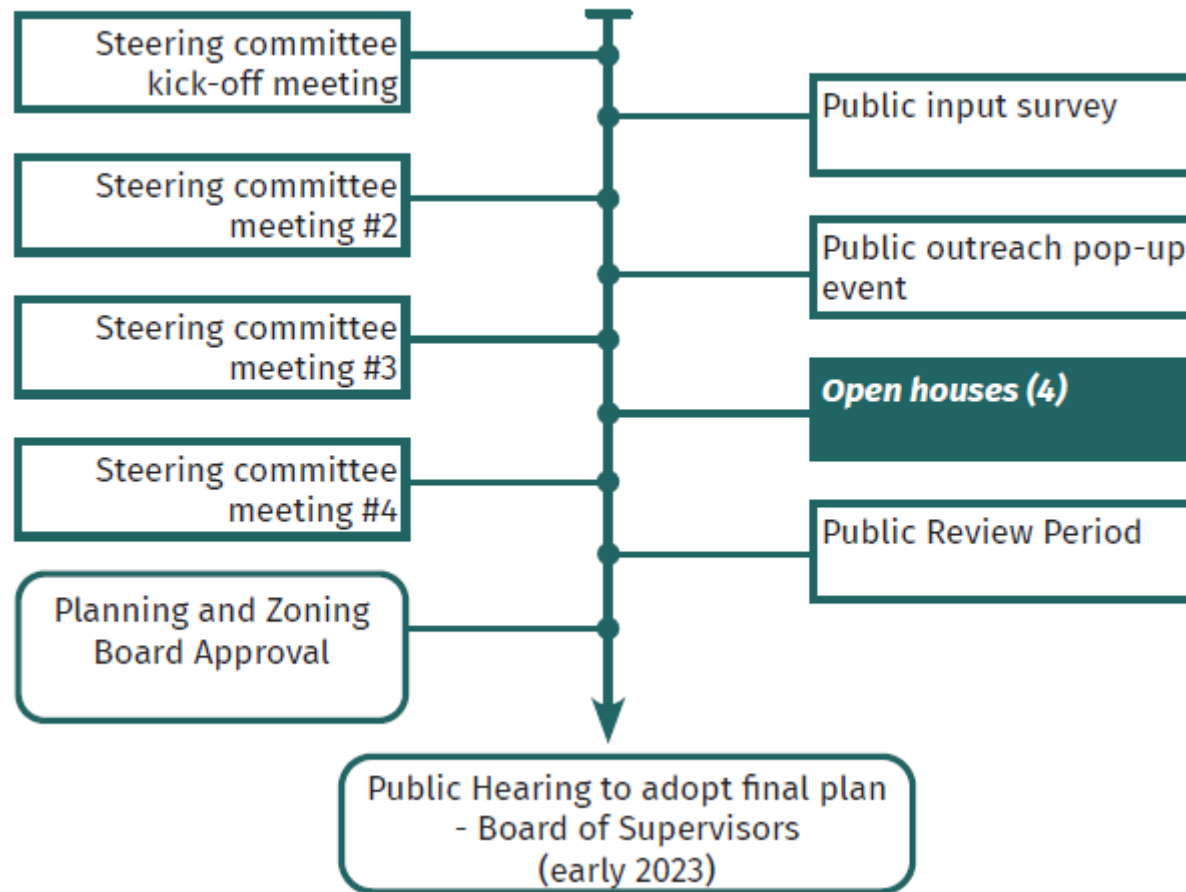 Steering committee
kick-off meeting
Public input survey
Steering committee
meeting #2
Public outreach pop-up
event
Steering committee
meeting #3
Open houses (4)
Steering committee
meeting #4
Public Review Period
Planning and Zoning
Board Approval
Public Hearing to adopt final plan
- Board of Supervisors
(early 2023)